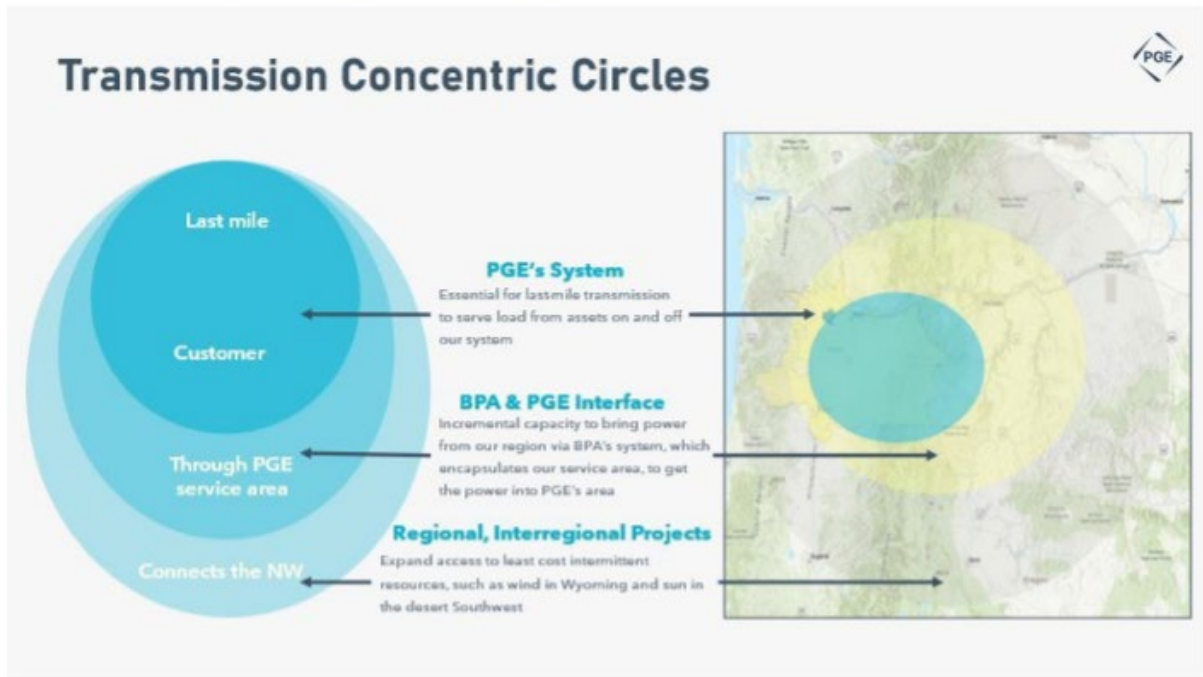 Transmission Concentric Circles
PGE
Last mile
Customer
Through PGE
service area
Connects the NW
PGE's System
Essential for last-mile transmission
to serve load from assets on and off
our system
BPA & PGE Interface
Incremental capacity to bring power
from our region via BPA's system, which
encapsulates our service area, to get
the power into PGE's area
Regional, Interregional Projects
Expand access to least cost intermittent
resources, such as wind in Wyoming and sun in
the desert Southwest